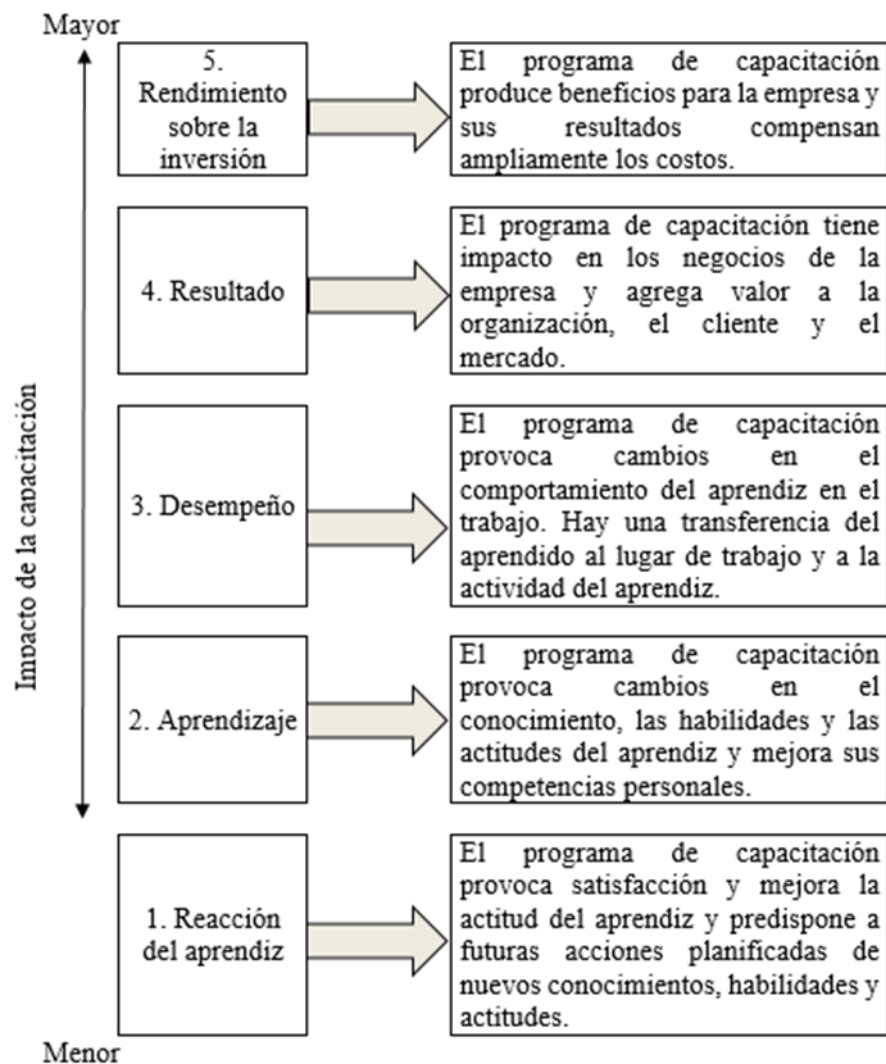 Mayor
5.
Rendimiento
sobre la
inversión
El programa de capacitación
produce beneficios para la empresa y
sus resultados compensan
ampliamente los costos.
4. Resultado
El programa de capacitación tiene
impacto en los negocios de la
empresa y agrega valor a la
organización, el cliente y el
mercado.
Impacto de la capacitación
3. Desempeño
El programa de capacitación
provoca cambios en el
comportamiento del aprendiz en el
trabajo. Hay una transferencia del
aprendido al lugar de trabajo y a la
actividad del aprendiz.
2. Aprendizaje
El programa de capacitación
provoca cambios en el
conocimiento, las habilidades y las
actitudes del aprendiz y mejora sus
competencias personales.
1. Reacción
del aprendiz
El programa de capacitación
provoca satisfacción y mejora la
actitud del aprendiz y predispone a
futuras acciones planificadas de
nuevos conocimientos, habilidades y
actitudes.
Menor